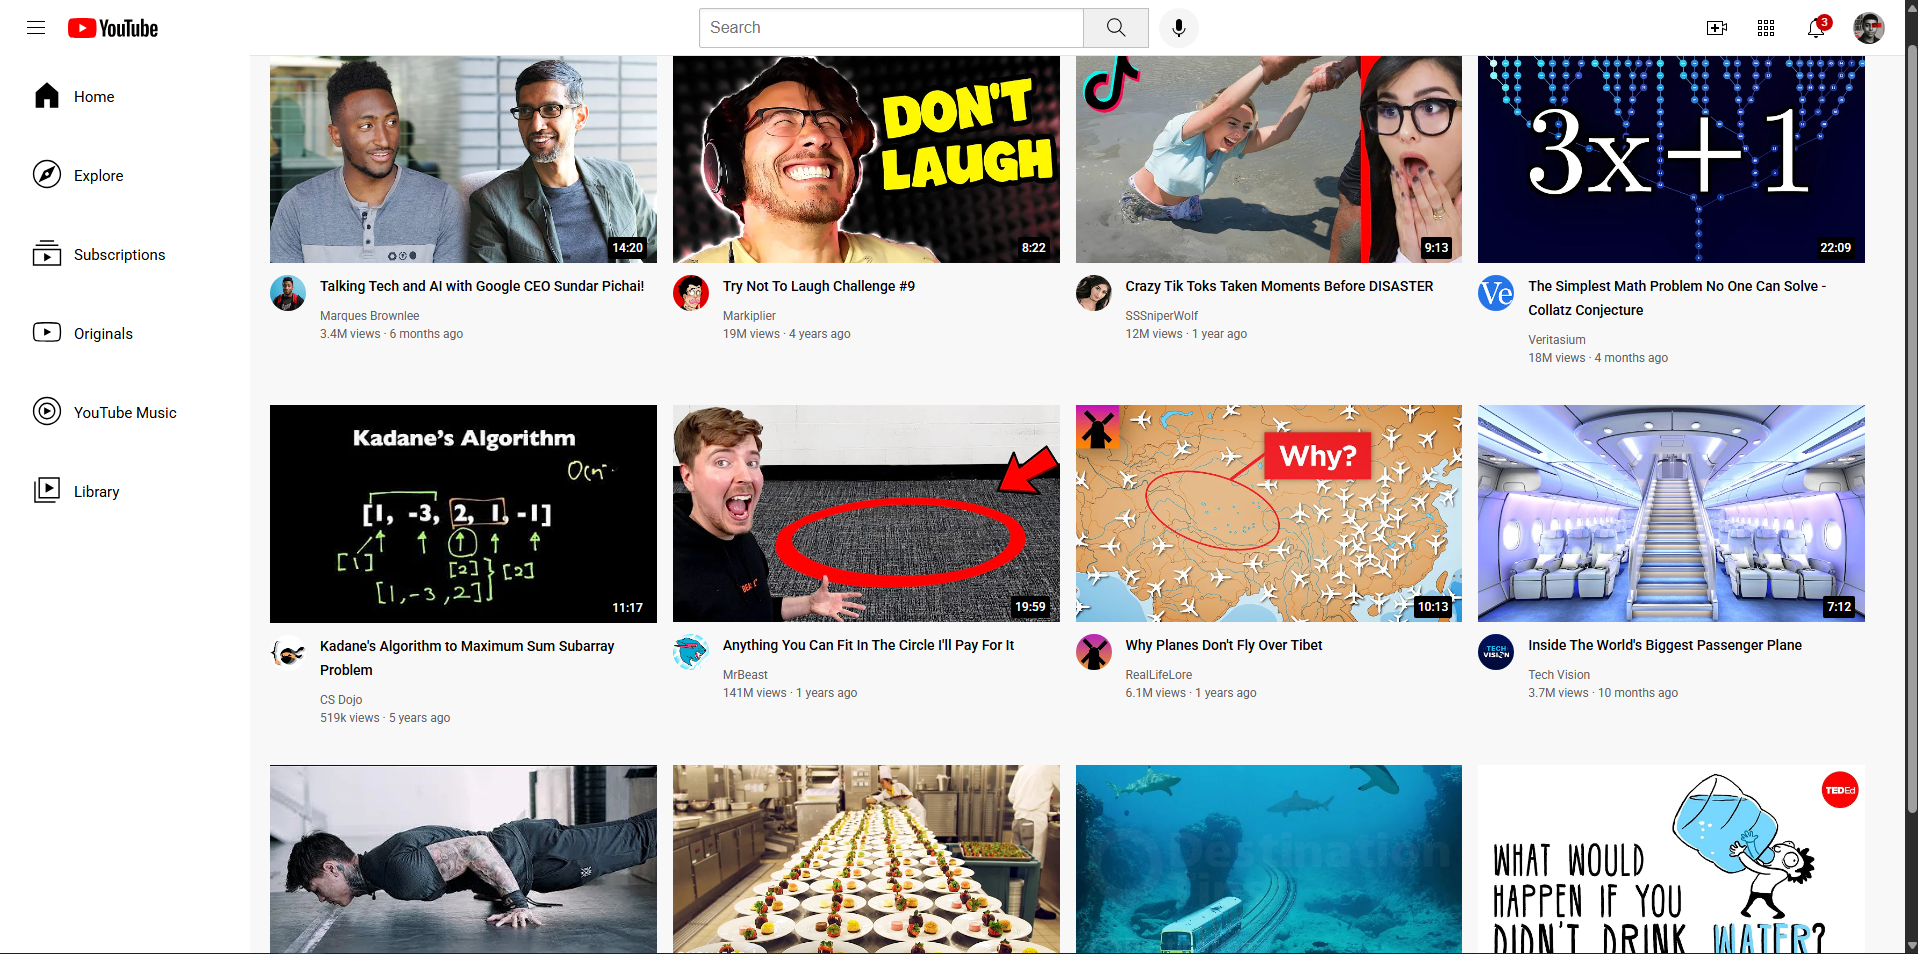 YouTube
Search
3
Home
Explore
Subscriptions
Originals
YouTube Music
Library
14:20
Talking Tech and AI with Google CEO Sundar Pichai!
Marques Brownlee
3.4M views · 6 months ago
DON'T
LAUGH
8:22
Try Not To Laugh Challenge #9
Markiplier
19M views · 4 years ago
9:13
Crazy Tik Toks Taken Moments Before DISASTER
SSSniperWolf
12M views · 1 year ago
3x+1
22:09
Ve
The Simplest Math Problem No One Can Solve -
Collatz Conjecture
Veritasium
18M views · 4 months ago
Kadane's Algorithm
[1, -3, 2, 1, -1]
[1]
[2]
[2]
[1, -3, 2]
11:17
Kadane's Algorithm to Maximum Sum Subarray
Problem
CS Dojo
519k views · 5 years ago
19:59
Anything You Can Fit In The Circle I'll Pay For It
MrBeast
141M views · 1 years ago
Why?
10:13
Why Planes Don't Fly Over Tibet
RealLifeLore
6.1M views · 1 years ago
7:12
TECH
VISION
Inside The World's Biggest Passenger Plane
Tech Vision
3.7M views · 10 months ago
TEDEd
WHAT WOULD
HAPPEN IF YOU
DIDN'T DRINK WATER?